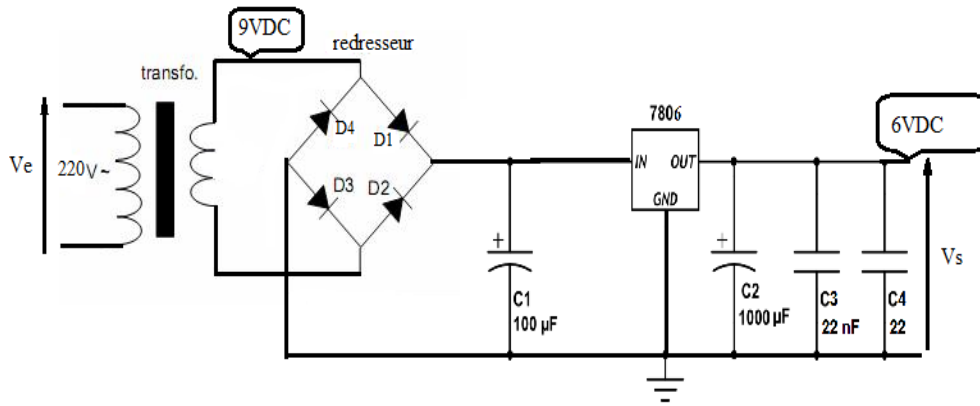 9VDC
redresseur
transfo.
7806
6VDC
D4
D1
Ve
220V~
IN
OUT
D3
D2
GND
+
+
Vs
C1
100 µF
C2
1000 µF
C3
22 nF
C4
22